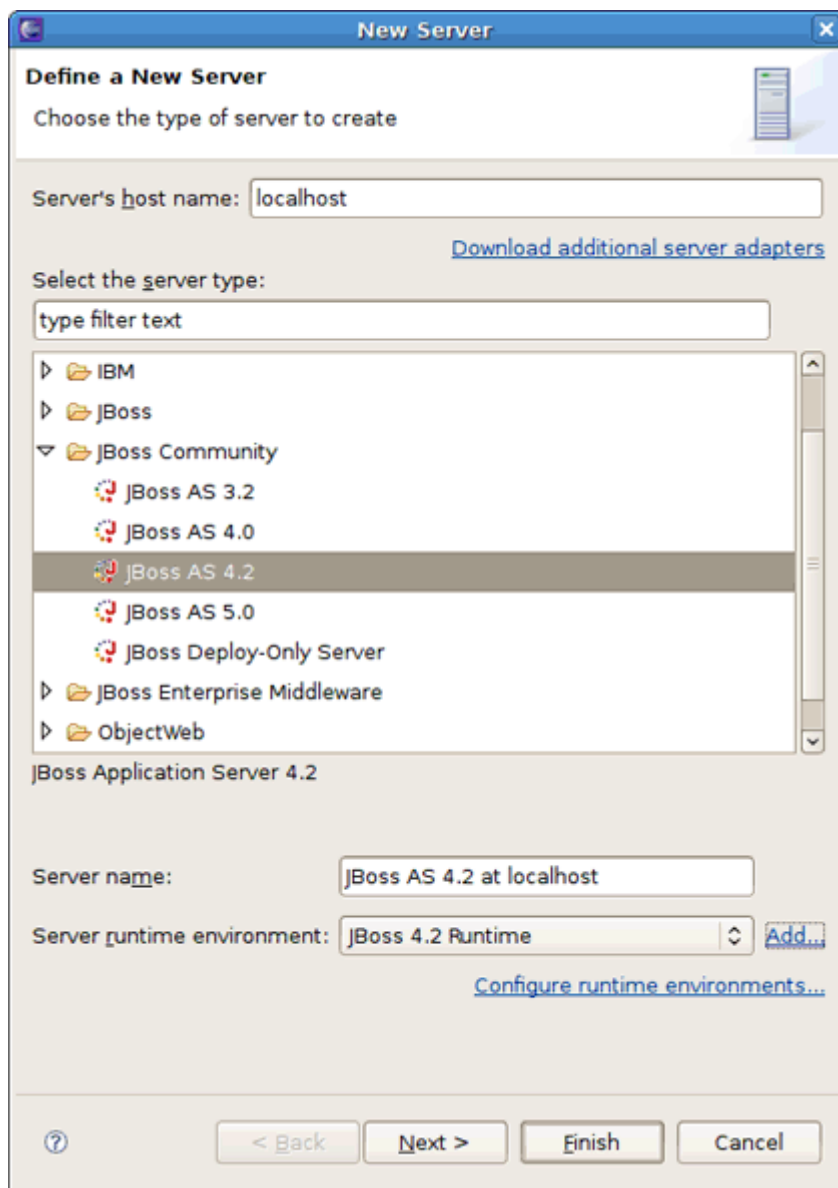 New Server
Define a New Server
Choose the type of server to create
Server's host name: localhost
Download additional server adapters
Select the server type:
type filter text
IBM
JBoss
JBoss Community
JBoss AS 3.2
JBoss AS 4.0
JBoss AS 4.2
JBoss AS 5.0
JBoss Deploy-Only Server
JBoss Enterprise Middleware
ObjectWeb
JBoss Application Server 4.2
Server name: JBoss AS 4.2 at localhost
Server runtime environment: JBoss 4.2 Runtime Add...
Configure runtime environments...
? < Back Next > Finish Cancel